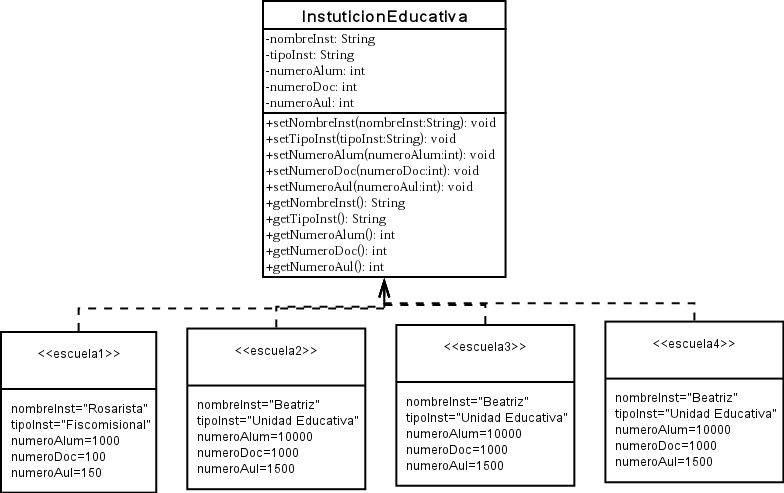 InstuticionEducativa
-nombreInst: String
-tipoInst: String
-numeroAlum: int
-numeroDoc: int
-numeroAul: int
+setNombreInst(nombreInst:String): void
+setTipoInst(tipoInst:String): void
+setNumeroAlum(numeroAlum:int): void
+setNumeroDoc(numeroDoc:int): void
+setNumeroAul(numeroAul:int): void
+getNombreInst(): String
+getTipoInst(): String
+getNumeroAlum(): int
+getNumeroDoc(): int
+getNumeroAul(): int
<<escuela1>>
nombreInst="Rosarista"
tipoInst="Fiscomisional"
numeroAlum=1000
numeroDoc=100
numeroAul=150
<<escuela2>>
nombreInst="Beatriz"
tipoInst="Unidad Educativa"
numeroAlum=10000
numeroDoc=1000
numeroAul=1500
<<escuela3>>
nombreInst="Beatriz"
tipoInst="Unidad Educativa"
numeroAlum=10000
numeroDoc=1000
numeroAul=1500
<<escuela4>>
nombreInst="Beatriz"
tipoInst="Unidad Educativa"
numeroAlum=10000
numeroDoc=1000
numeroAul=1500